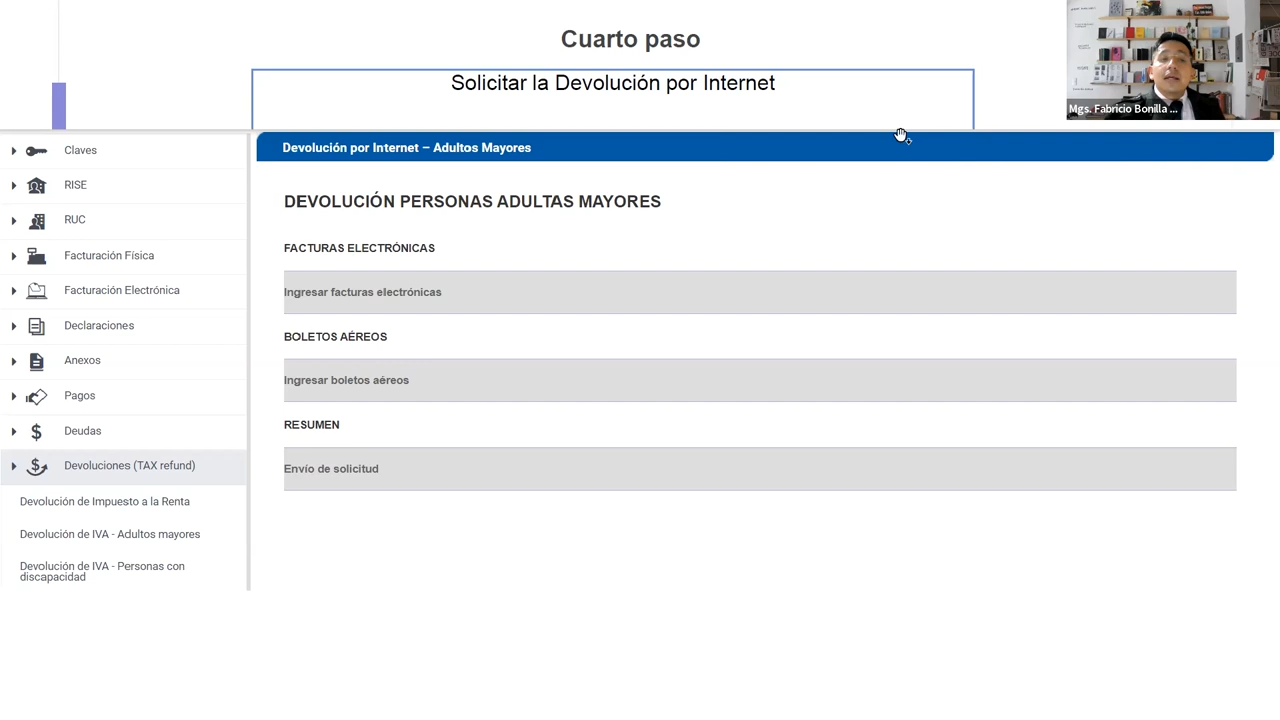 Cuarto paso
Solicitar la Devolución por Internet
Mgs. Fabricio Bonilla ...
Claves
RISE
RUC
Facturación Física
Facturación Electrónica
Declaraciones
Anexos
Pagos
Deudas
Devoluciones (TAX refund)
Devolución de Impuesto a la Renta
Devolución de IVA - Adultos mayores
Devolución de IVA - Personas con
discapacidad
Devolución por Internet – Adultos Mayores
DEVOLUCIÓN PERSONAS ADULTAS MAYORES
FACTURAS ELECTRÓNICAS
Ingresar facturas electrónicas
BOLETOS AÉREOS
Ingresar boletos aéreos
RESUMEN
Envío de solicitud